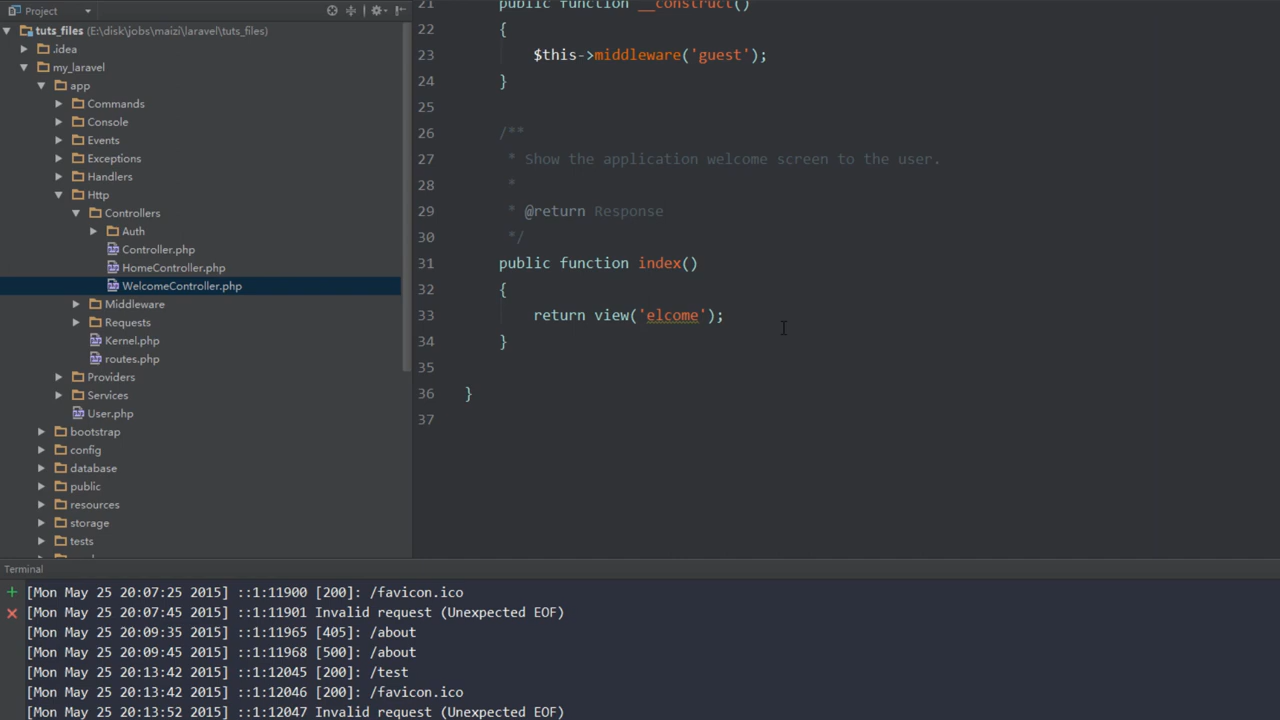 Project
tuts_files (E:\disk\jobs\maizi\laravel\tuts_files)
.idea
my_laravel
app
Commands
Console
Events
Exceptions
Handlers
Http
Controllers
Auth
Controller.php
HomeController.php
WelcomeController.php
Middleware
Requests
Kernel.php
routes.php
Providers
Services
User.php
bootstrap
config
database
public
resources
storage
tests
21 public function __construct()
22 {
23 $this->middleware('guest');
24 }
25
26 /**
27 * Show the application welcome screen to the user.
28 *
29 * @return Response
30 */
31 public function index()
32 {
33 return view('elcome');
34 }
35
36 }
37
Terminal
[Mon May 25 20:07:25 2015] ::1:11900 [200]: /favicon.ico
[Mon May 25 20:07:45 2015] ::1:11901 Invalid request (Unexpected EOF)
[Mon May 25 20:09:35 2015] ::1:11965 [405]: /about
[Mon May 25 20:09:45 2015] ::1:11968 [500]: /about
[Mon May 25 20:13:42 2015] ::1:12045 [200]: /test
[Mon May 25 20:13:42 2015] ::1:12046 [200]: /favicon.ico
[Mon May 25 20:13:52 2015] ::1:12047 Invalid request (Unexpected EOF)